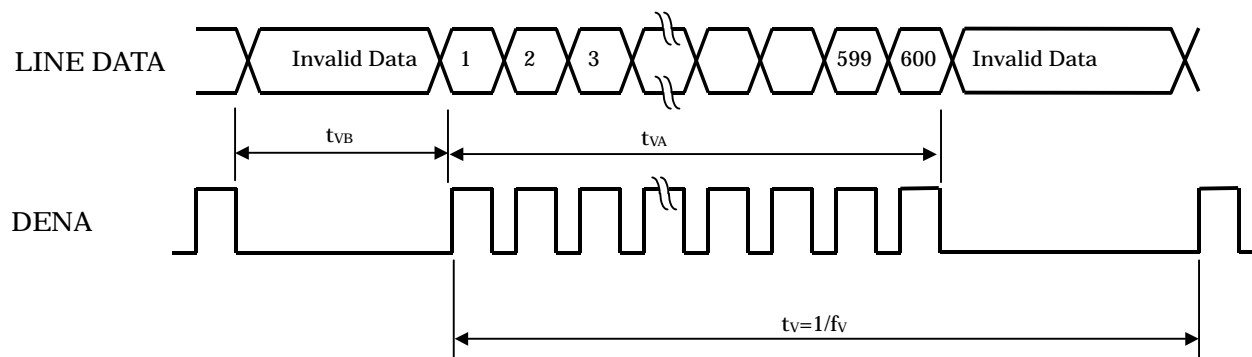 LINE DATA Invalid Data 1 2 3 599 600 Invalid Data
tVB tVA
DENA
tV=1/fV